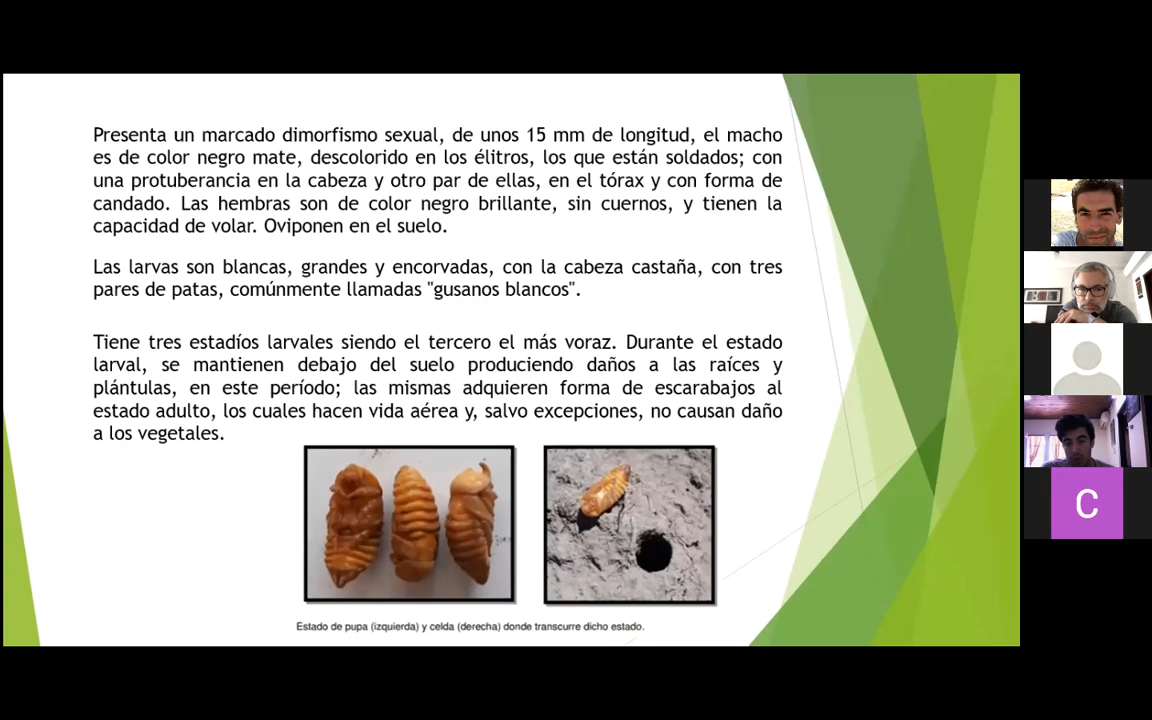 Presenta un marcado dimorfismo sexual, de unos 15 mm de longitud, el macho
es de color negro mate, descolorido en los élitros, los que están soldados; con
una protuberancia en la cabeza y otro par de ellas, en el tórax y con forma de
candado. Las hembras son de color negro brillante, sin cuernos, y tienen la
capacidad de volar. Oviponen en el suelo.
Las larvas son blancas, grandes y encorvadas, con la cabeza castaña, con tres
pares de patas, comúnmente llamadas "gusanos blancos".
Tiene tres estadíos larvales siendo el tercero el más voraz. Durante el estado
larval, se mantienen debajo del suelo produciendo daños a las raíces y
plántulas, en este período; las mismas adquieren forma de escarabajos al
estado adulto, los cuales hacen vida aérea y, salvo excepciones, no causan daño
a los vegetales.
Estado de pupa (izquierda) y celda (derecha) donde transcurre dicho estado.
C